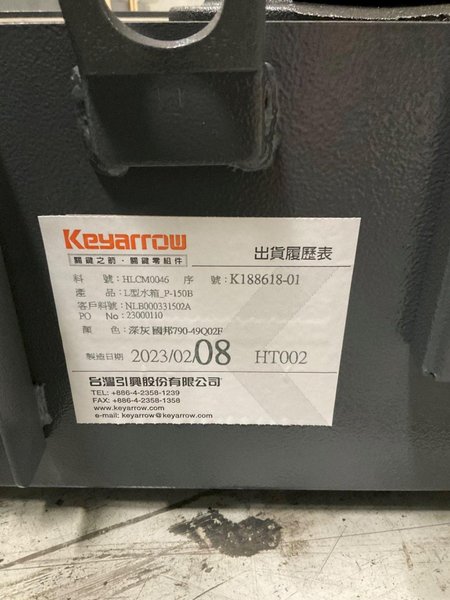 Keyarrow
關鍵之箭・關鍵零組件
出貨履歷表
料 號:HLCM0046 序 號:K188618-01
產 品:L型水箱_P-150B
客戶料號:NLB000331502A
PO No:23000110
顏 色:深灰 國邦790-49Q02F
製造日期 2023/02/08 HT002
台灣引興股份有限公司
TEL: +886-4-2358-1239
FAX: +886-4-2358-1358
www.keyarrow.com
e-mail: keyarrow@keyarrow.com